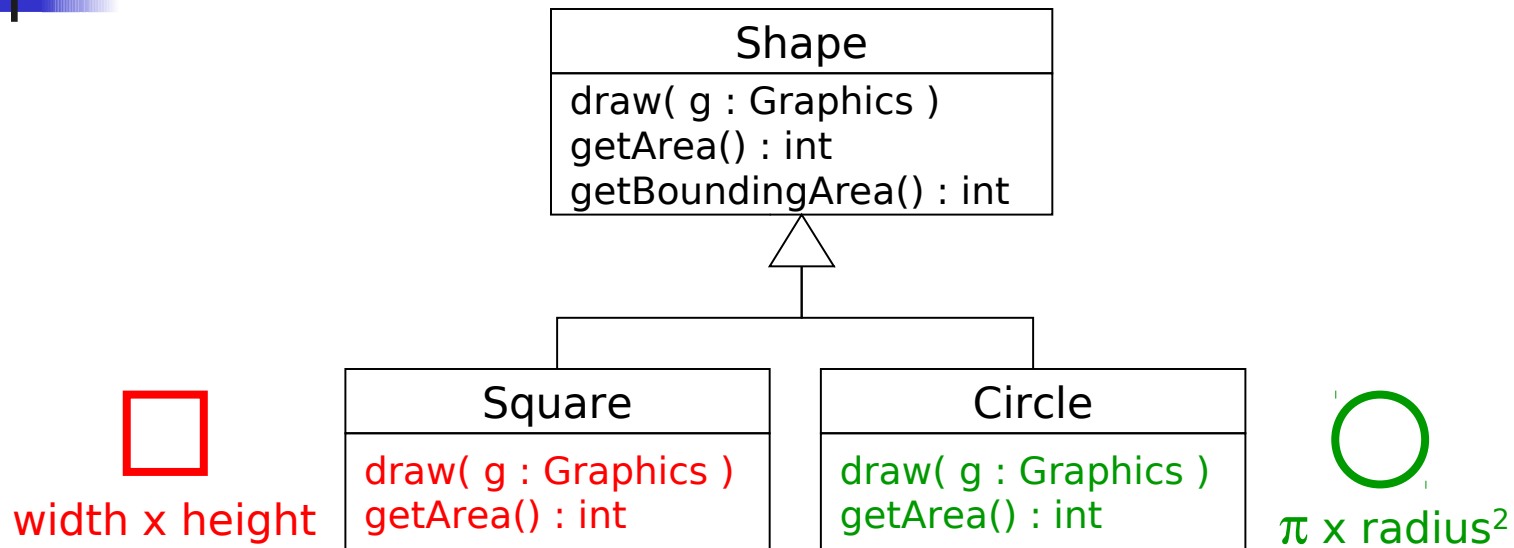 Shape
draw( g : Graphics )
getArea() : int
getBoundingArea() : int
Square
draw( g : Graphics )
getArea() : int
width x height
Circle
draw( g : Graphics )
getArea() : int
π x radius²